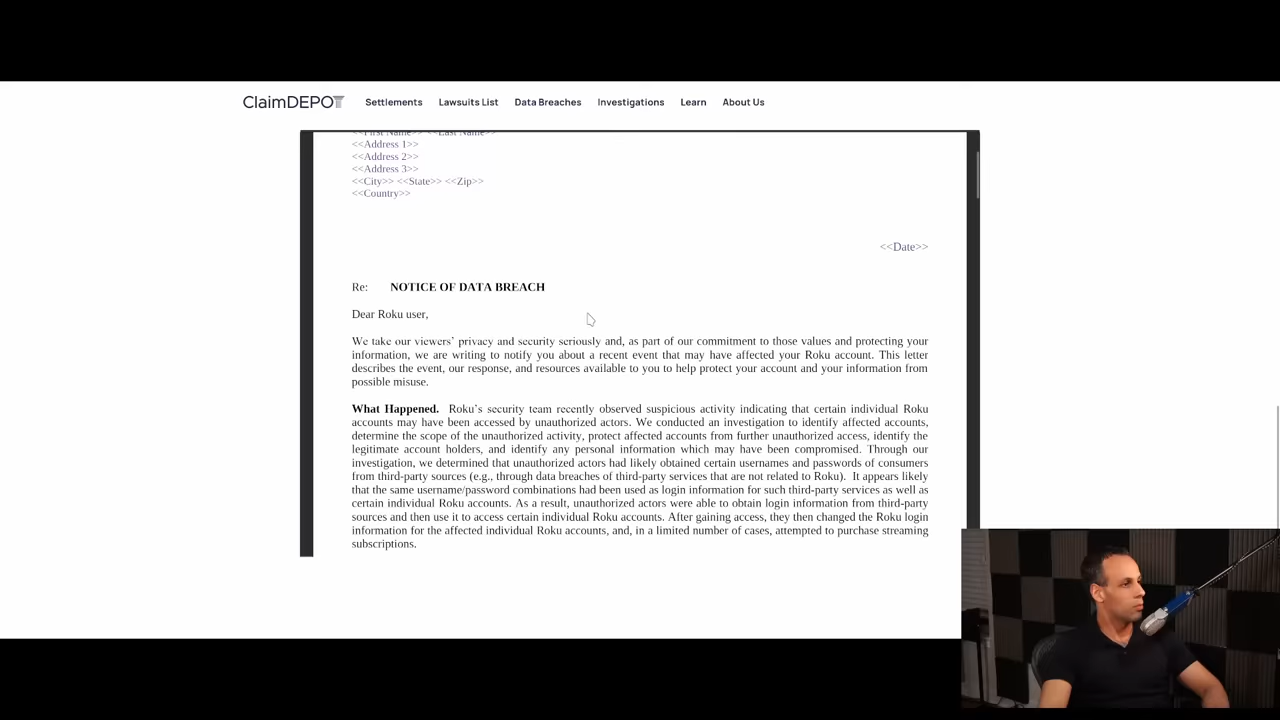 ClaimDEPOT Settlements Lawsuits List Data Breaches Investigations Learn About Us
<<First Name>> <<Last Name>>
<<Address 1>>
<<Address 2>>
<<Address 3>>
<<City>> <<State>> <<Zip>>
<<Country>>
<<Date>>
Re: NOTICE OF DATA BREACH
Dear Roku user,
We take our viewers’ privacy and security seriously and, as part of our commitment to those values and protecting your
information, we are writing to notify you about a recent event that may have affected your Roku account. This letter
describes the event, our response, and resources available to you to help protect your account and your information from
possible misuse.
What Happened. Roku’s security team recently observed suspicious activity indicating that certain individual Roku
accounts may have been accessed by unauthorized actors. We conducted an investigation to identify affected accounts,
determine the scope of the unauthorized activity, protect affected accounts from further unauthorized access, identify the
legitimate account holders, and identify any personal information which may have been compromised. Through our
investigation, we determined that unauthorized actors had likely obtained certain usernames and passwords of consumers
from third-party sources (e.g., through data breaches of third-party services that are not related to Roku). It appears likely
that the same username/password combinations had been used as login information for such third-party services as well as
certain individual Roku accounts. As a result, unauthorized actors were able to obtain login information from third-party
sources and then use it to access certain individual Roku accounts. After gaining access, they then changed the Roku login
information for the affected individual Roku accounts, and, in a limited number of cases, attempted to purchase streaming
subscriptions.